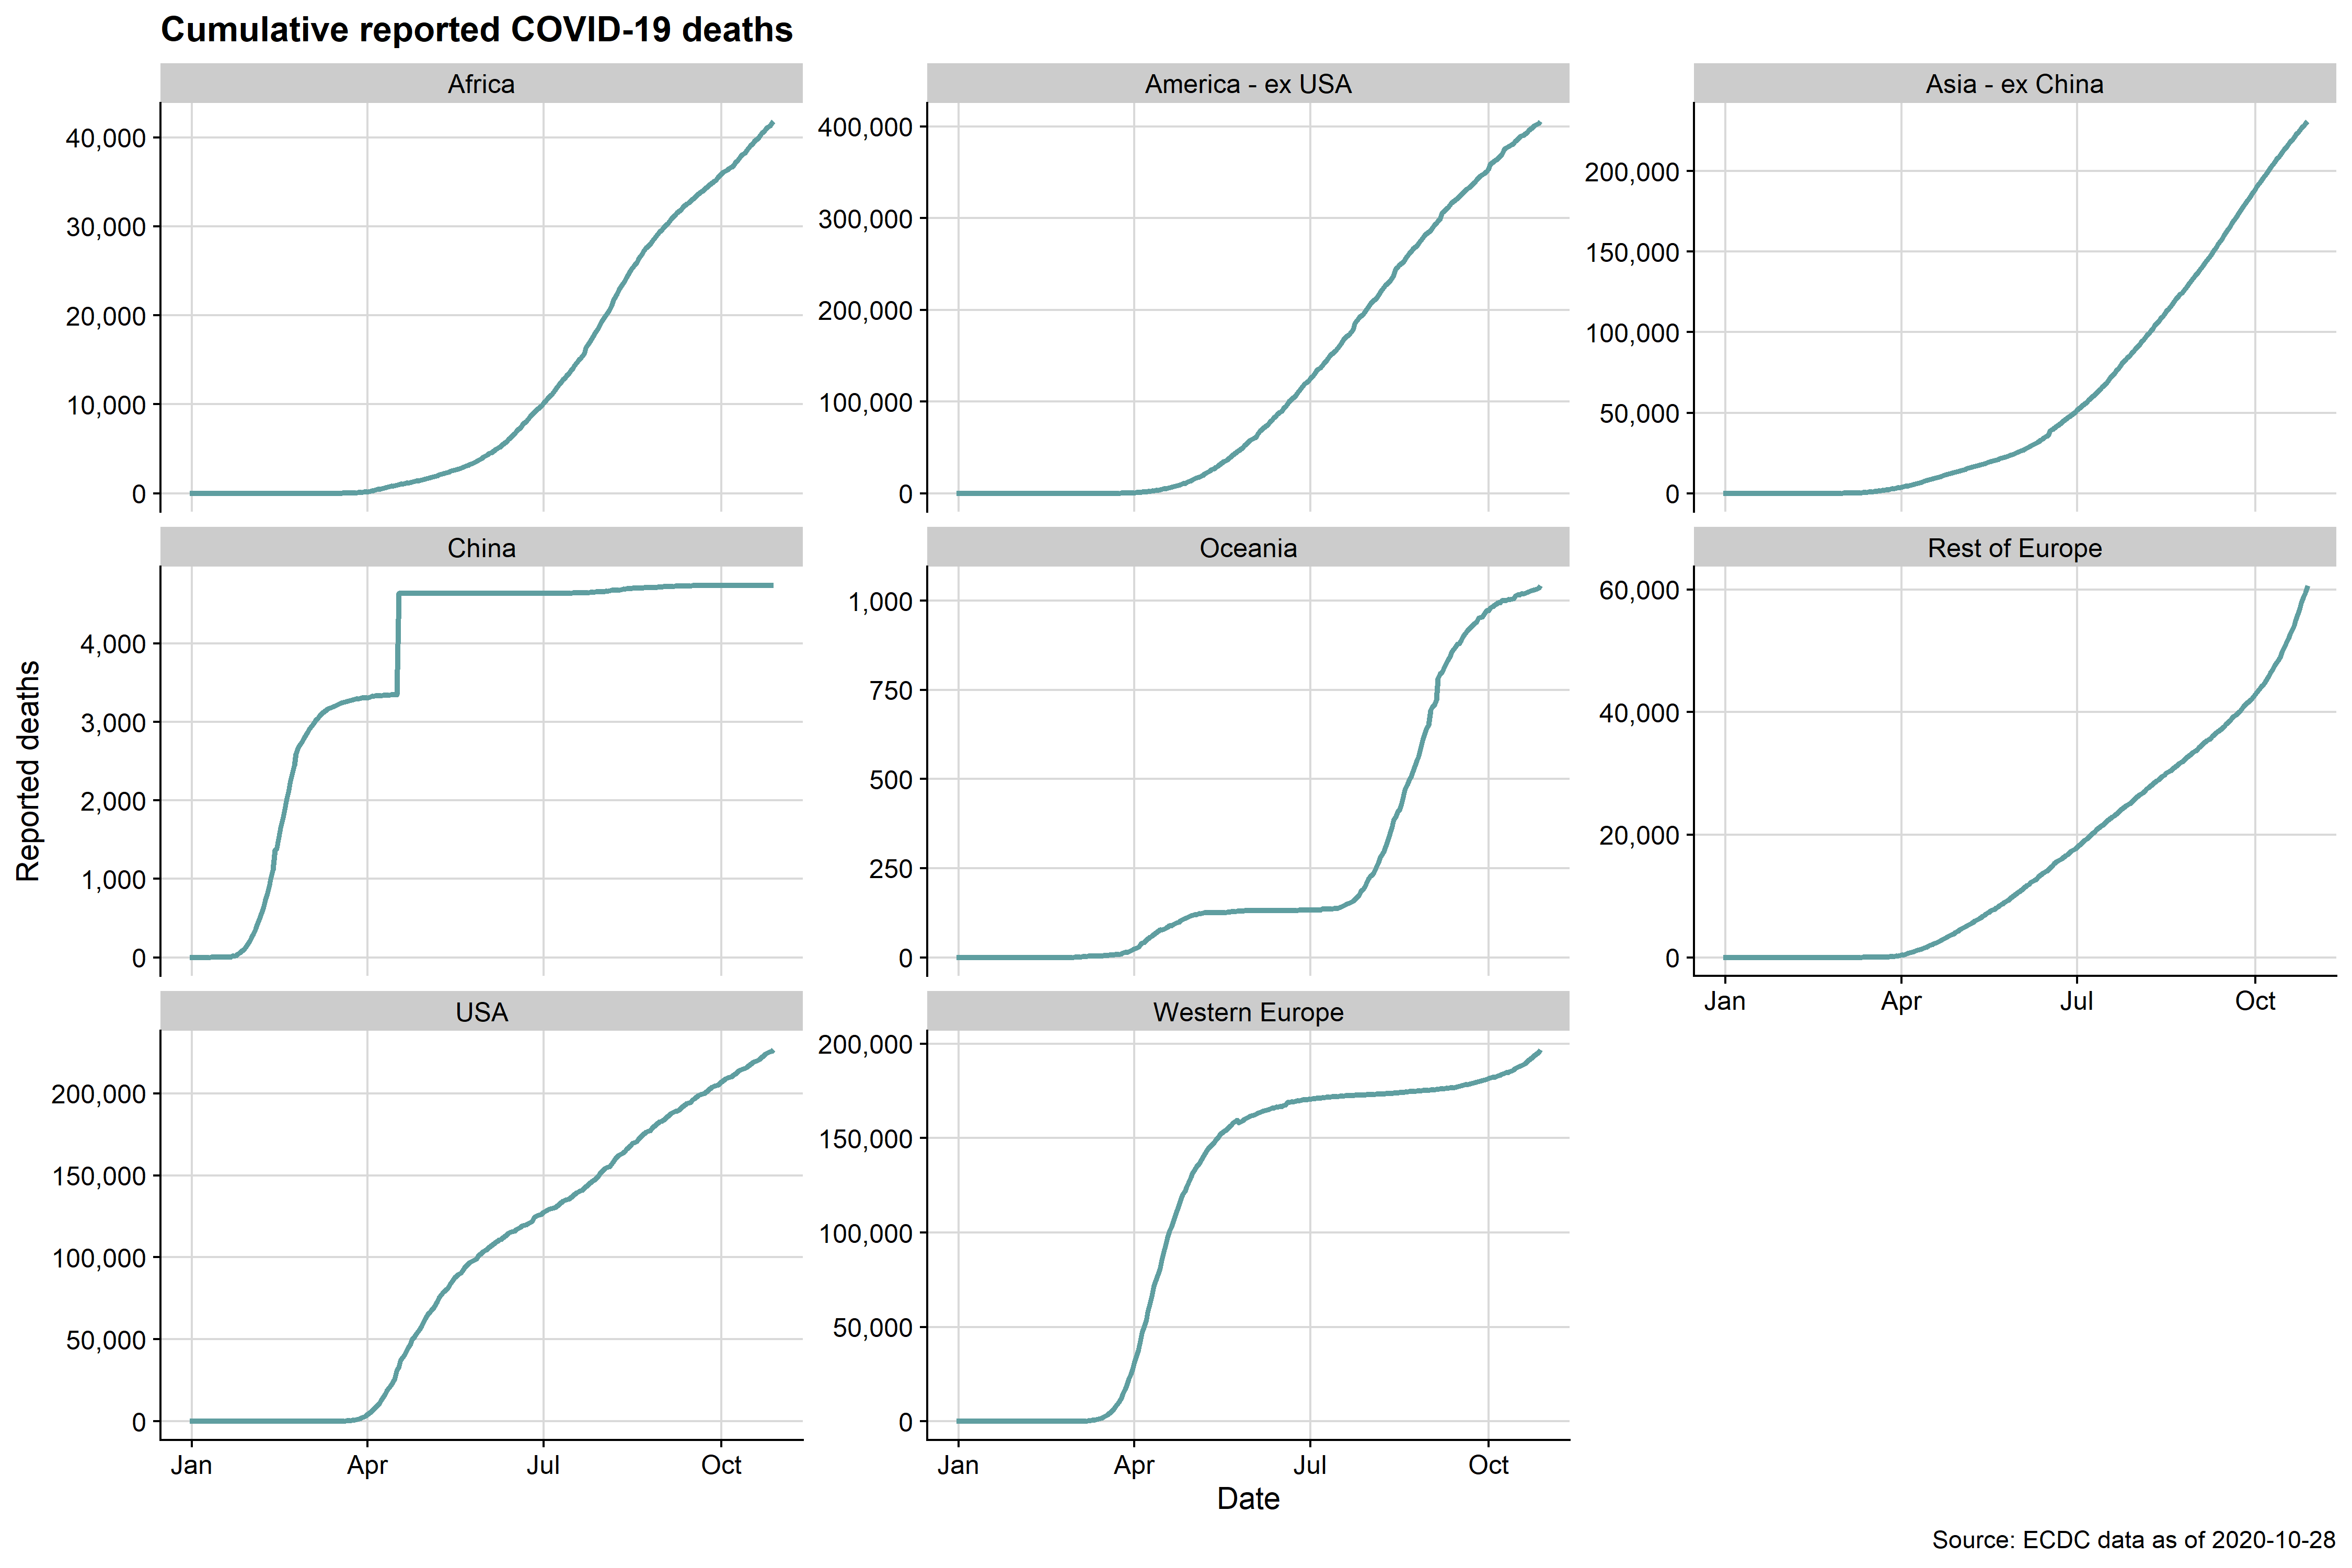 Cumulative reported COVID-19 deaths
Africa
America - ex USA
Asia - ex China
40,000
30,000
20,000
10,000
0
400,000
300,000
200,000
100,000
0
200,000
150,000
100,000
50,000
0
China
Oceania
Rest of Europe
4,000
3,000
2,000
1,000
0
1,000
750
500
250
0
60,000
40,000
20,000
0
Jan Apr Jul Oct
Reported deaths
USA
Western Europe
200,000
150,000
100,000
50,000
0
Jan Apr Jul Oct
200,000
150,000
100,000
50,000
0
Jan Apr Jul Oct
Date
Source: ECDC data as of 2020-10-28